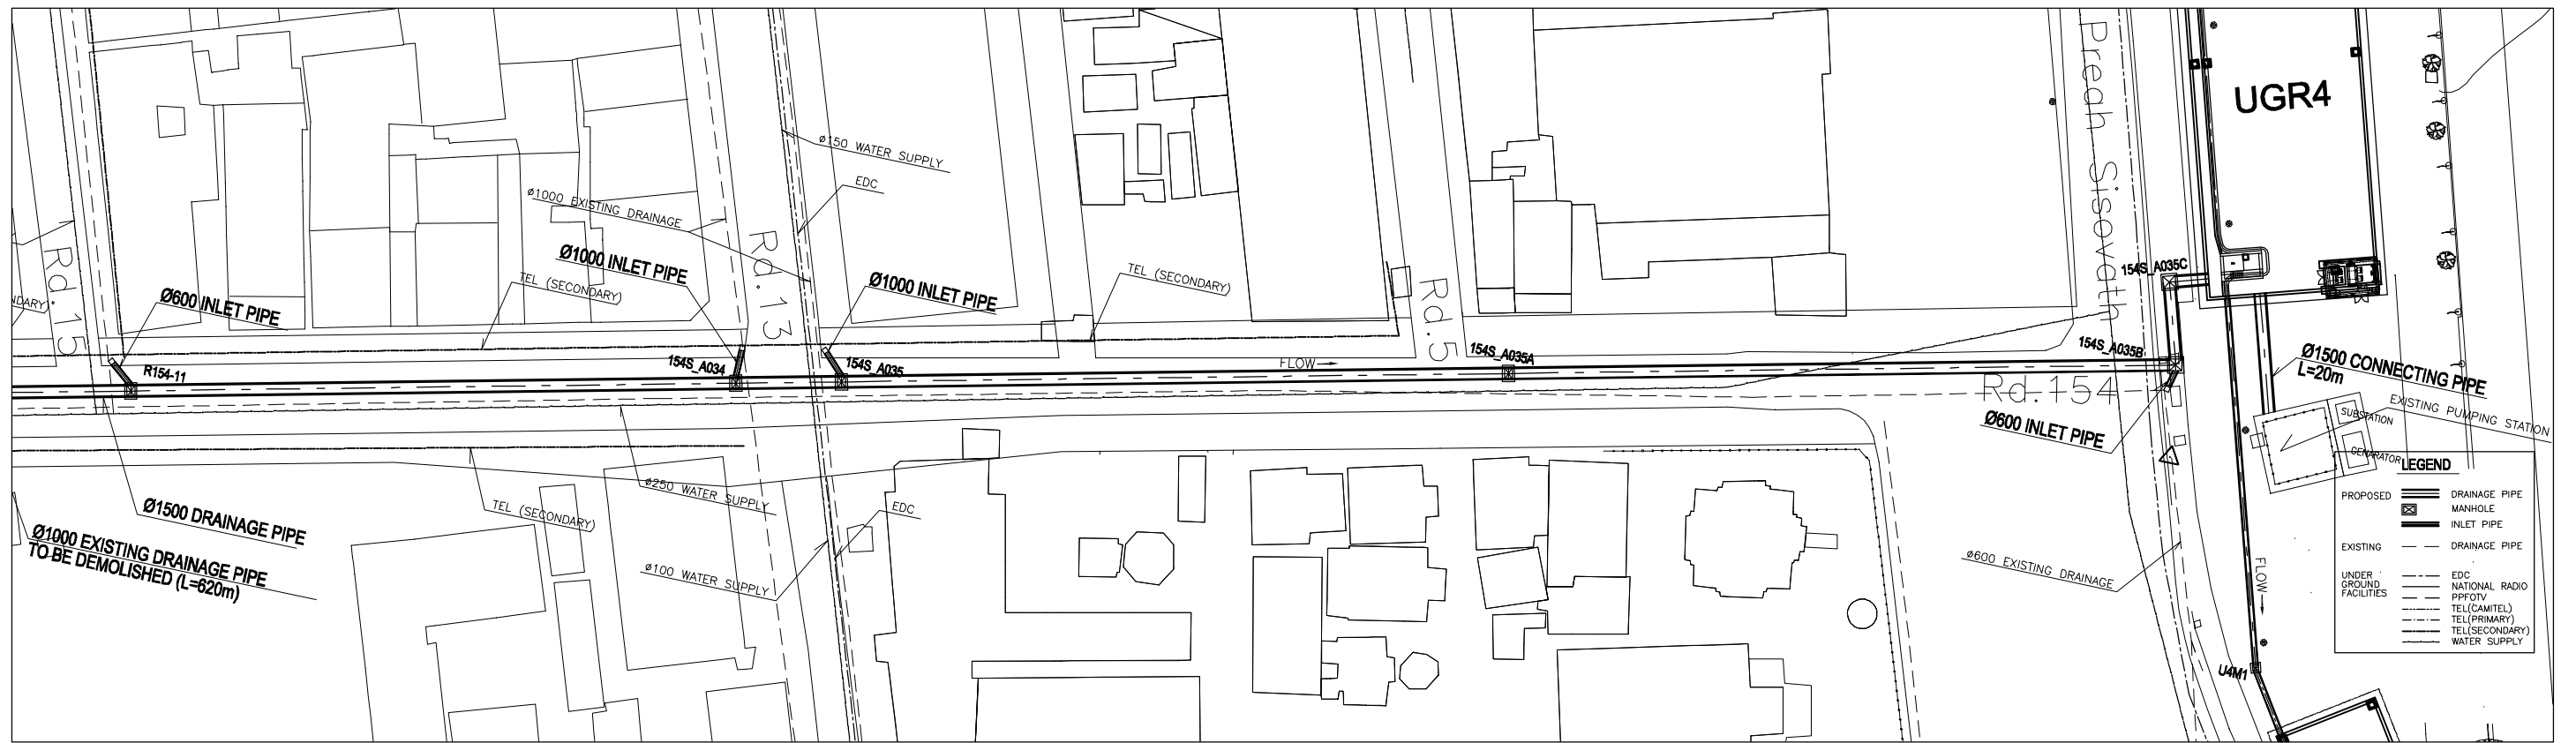 Preah Sisovath
UGR4
ø150 WATER SUPPLY
EDC
ø1000 EXISTING DRAINAGE
Rd.15
Rd.13
Ø1000 INLET PIPE
TEL (SECONDARY)
Ø1000 INLET PIPE
TEL (SECONDARY)
Rd.5
154S_A035C
NDARY)
Ø600 INLET PIPE
R154-11
154S_A034
154S_A035
FLOW
154S_A035A
154S_A035B
Rd.154
Ø1500 CONNECTING PIPE
L=20m
EXISTING PUMPING STATION
SUBSTATION
GENARATOR
Ø600 INLET PIPE
Ø1500 DRAINAGE PIPE
Ø1000 EXISTING DRAINAGE PIPE
TO BE DEMOLISHED (L=620m)
TEL (SECONDARY)
ø250 WATER SUPPLY
EDC
ø100 WATER SUPPLY
ø600 EXISTING DRAINAGE
FLOW
U4M1
LEGEND
PROPOSED
DRAINAGE PIPE
MANHOLE
INLET PIPE
EXISTING
DRAINAGE PIPE
UNDER
GROUND
FACILITIES
EDC
NATIONAL RADIO
PPFOTV
TEL(CAMITEL)
TEL(PRIMARY)
TEL(SECONDARY)
WATER SUPPLY